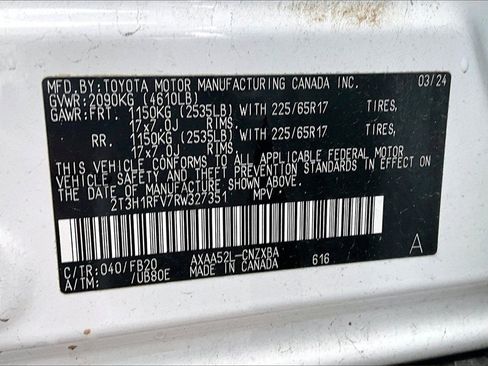 MFD.BY:TOYOTA MOTOR MANUFACTURING CANADA INC. 03/24
GVWR:2090KG (4610LB)
GAWR:FRT. 1150KG (2535LB) WITH 225/65R17 TIRES,
17x7.0J RIMS.
RR. 1150KG (2535LB) WITH 225/65R17 TIRES,
17x7.0J RIMS.
THIS VEHICLE CONFORMS TO ALL APPLICABLE FEDERAL MOTOR
VEHICLE SAFETY AND THEFT PREVENTION STANDARDS IN EFFECT ON
THE DATE OF MANUFACTURE SHOWN ABOVE.
2T3H1RFV7RW327351 MPV
C/TR:040/FB20 AXAA52L-CNZXBA 616 A
A/TM: /UB80E MADE IN CANADA